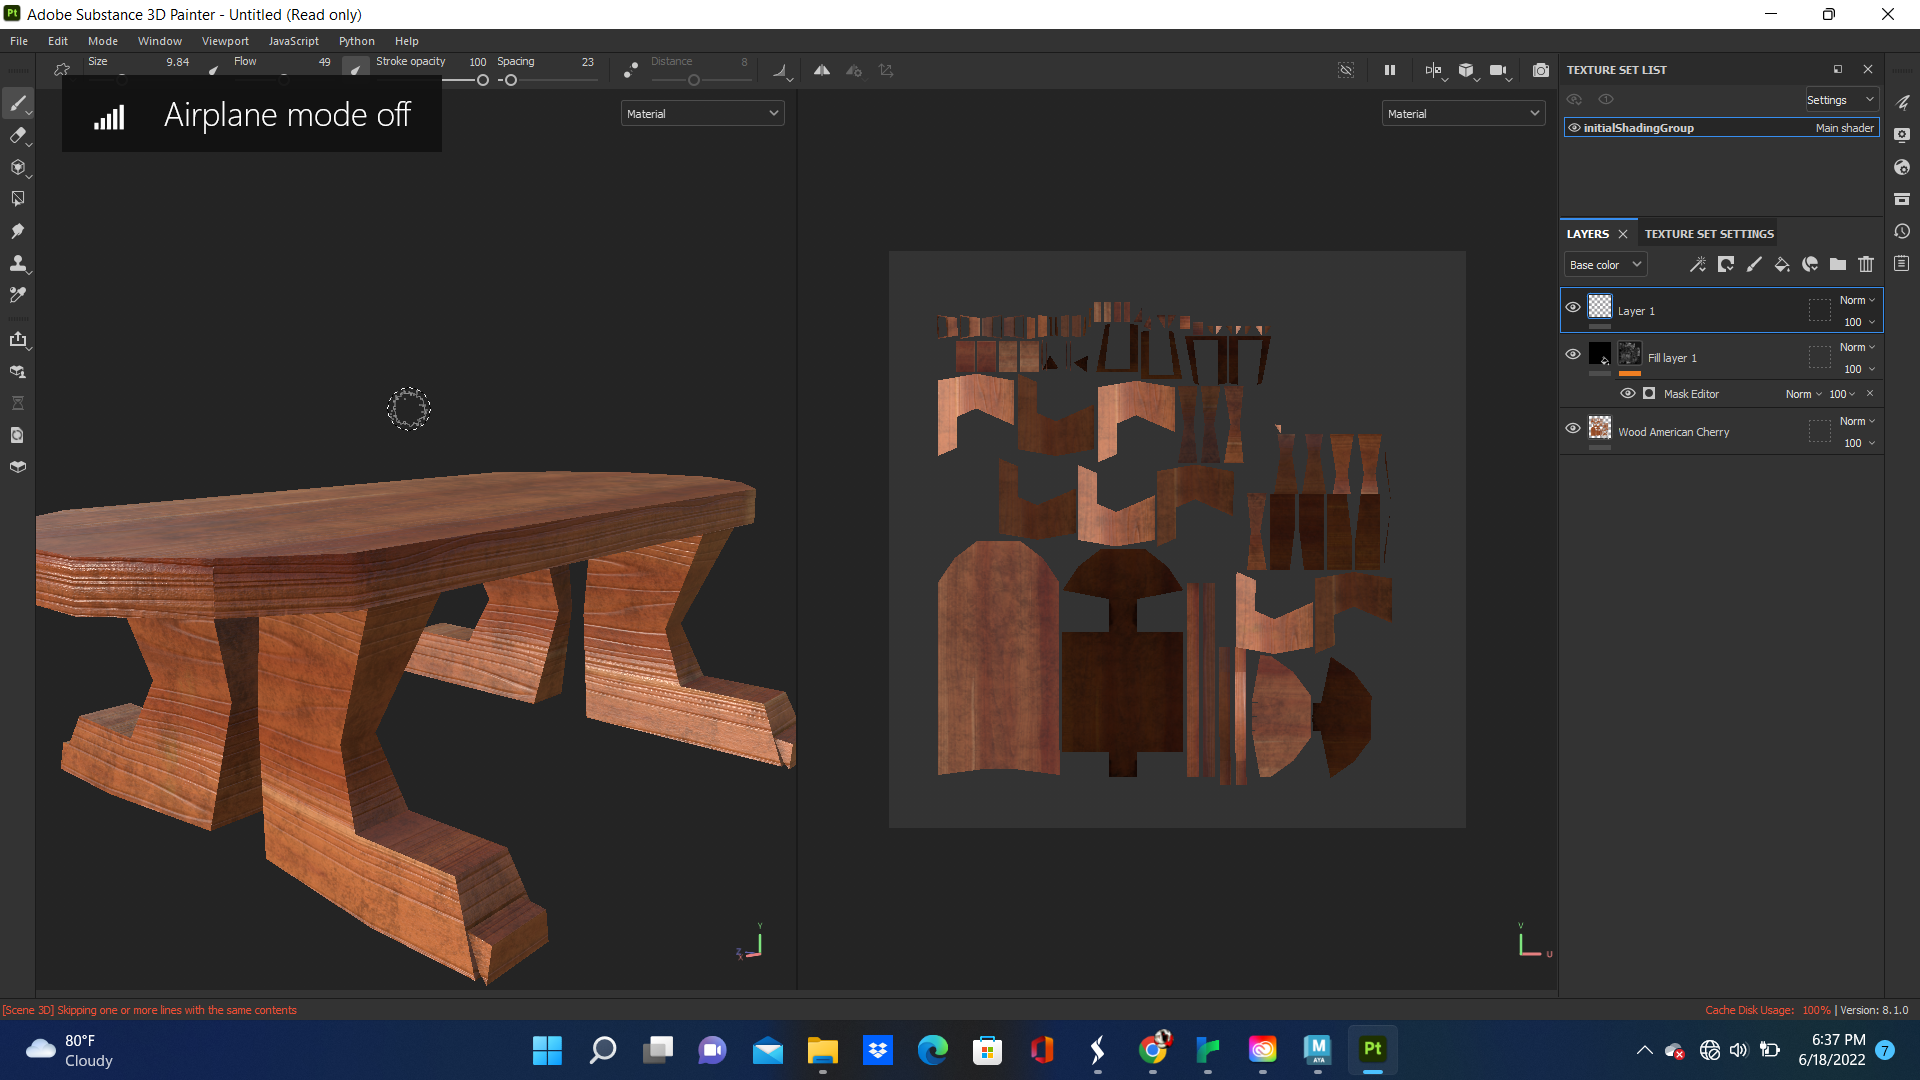 Pt Adobe Substance 3D Painter - Untitled (Read only)
File Edit Mode Window Viewport JavaScript Python Help
Size 9.84 Flow 49 Stroke opacity 100 Spacing 23 Distance 8
Airplane mode off
Material
Material
TEXTURE SET LIST
Settings
initialShadingGroup Main shader
LAYERS TEXTURE SET SETTINGS
Base color
Norm
Layer 1
100
Norm
Fill layer 1
100
Mask Editor Norm 100
Norm
Wood American Cherry
100
Y
Z
X
V
U
[Scene 3D] Skipping one or more lines with the same contents
Cache Disk Usage: 100% | Version: 8.1.0
80°F
Cloudy
M
AYA
Pt
6:37 PM
6/18/2022
7